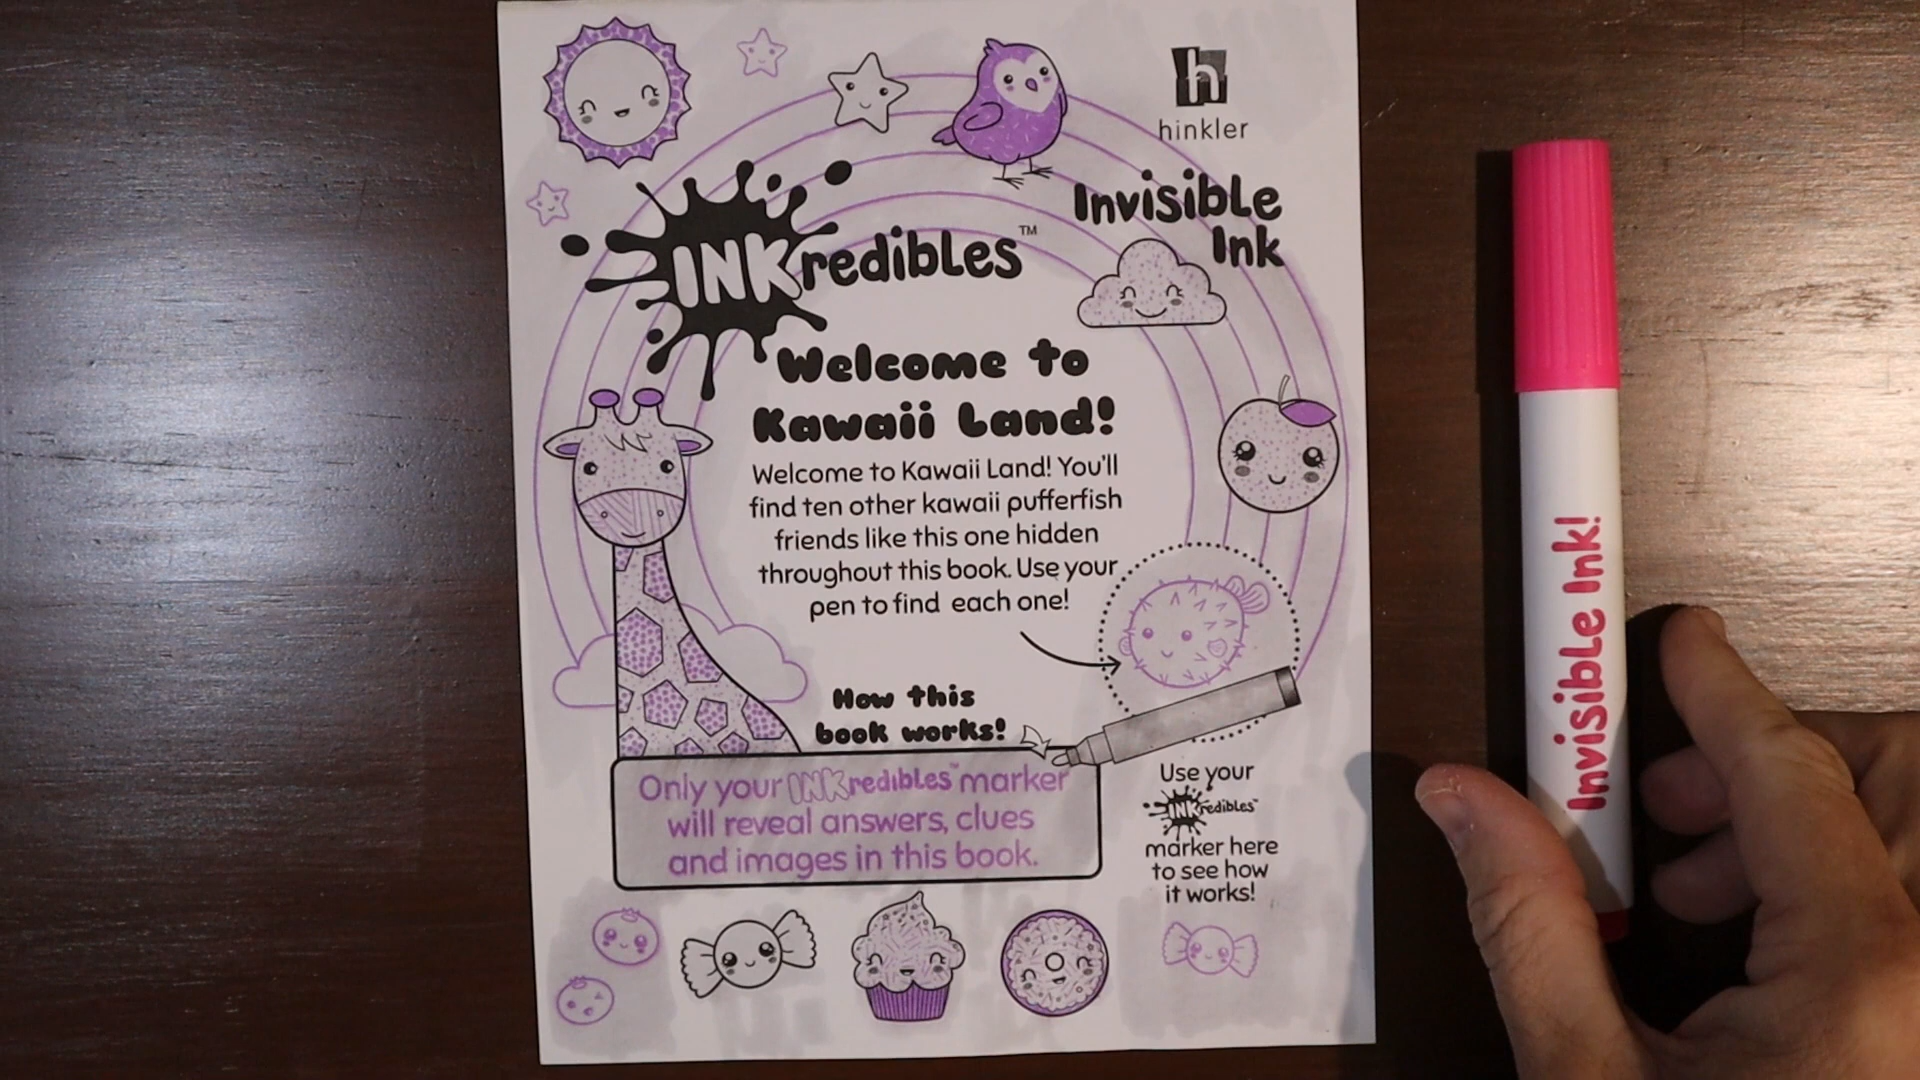 h
hinkler
Invisible
Ink
INKredibles™
Welcome to
Kawaii Land!
Welcome to Kawaii Land! You'll
find ten other kawaii pufferfish
friends like this one hidden
throughout this book. Use your
pen to find each one!
How this
book works!
Only your INKredibles™ marker
will reveal answers, clues
and images in this book.
Use your
INKredibles™
marker here
to see how
it works!
Invisible Ink!